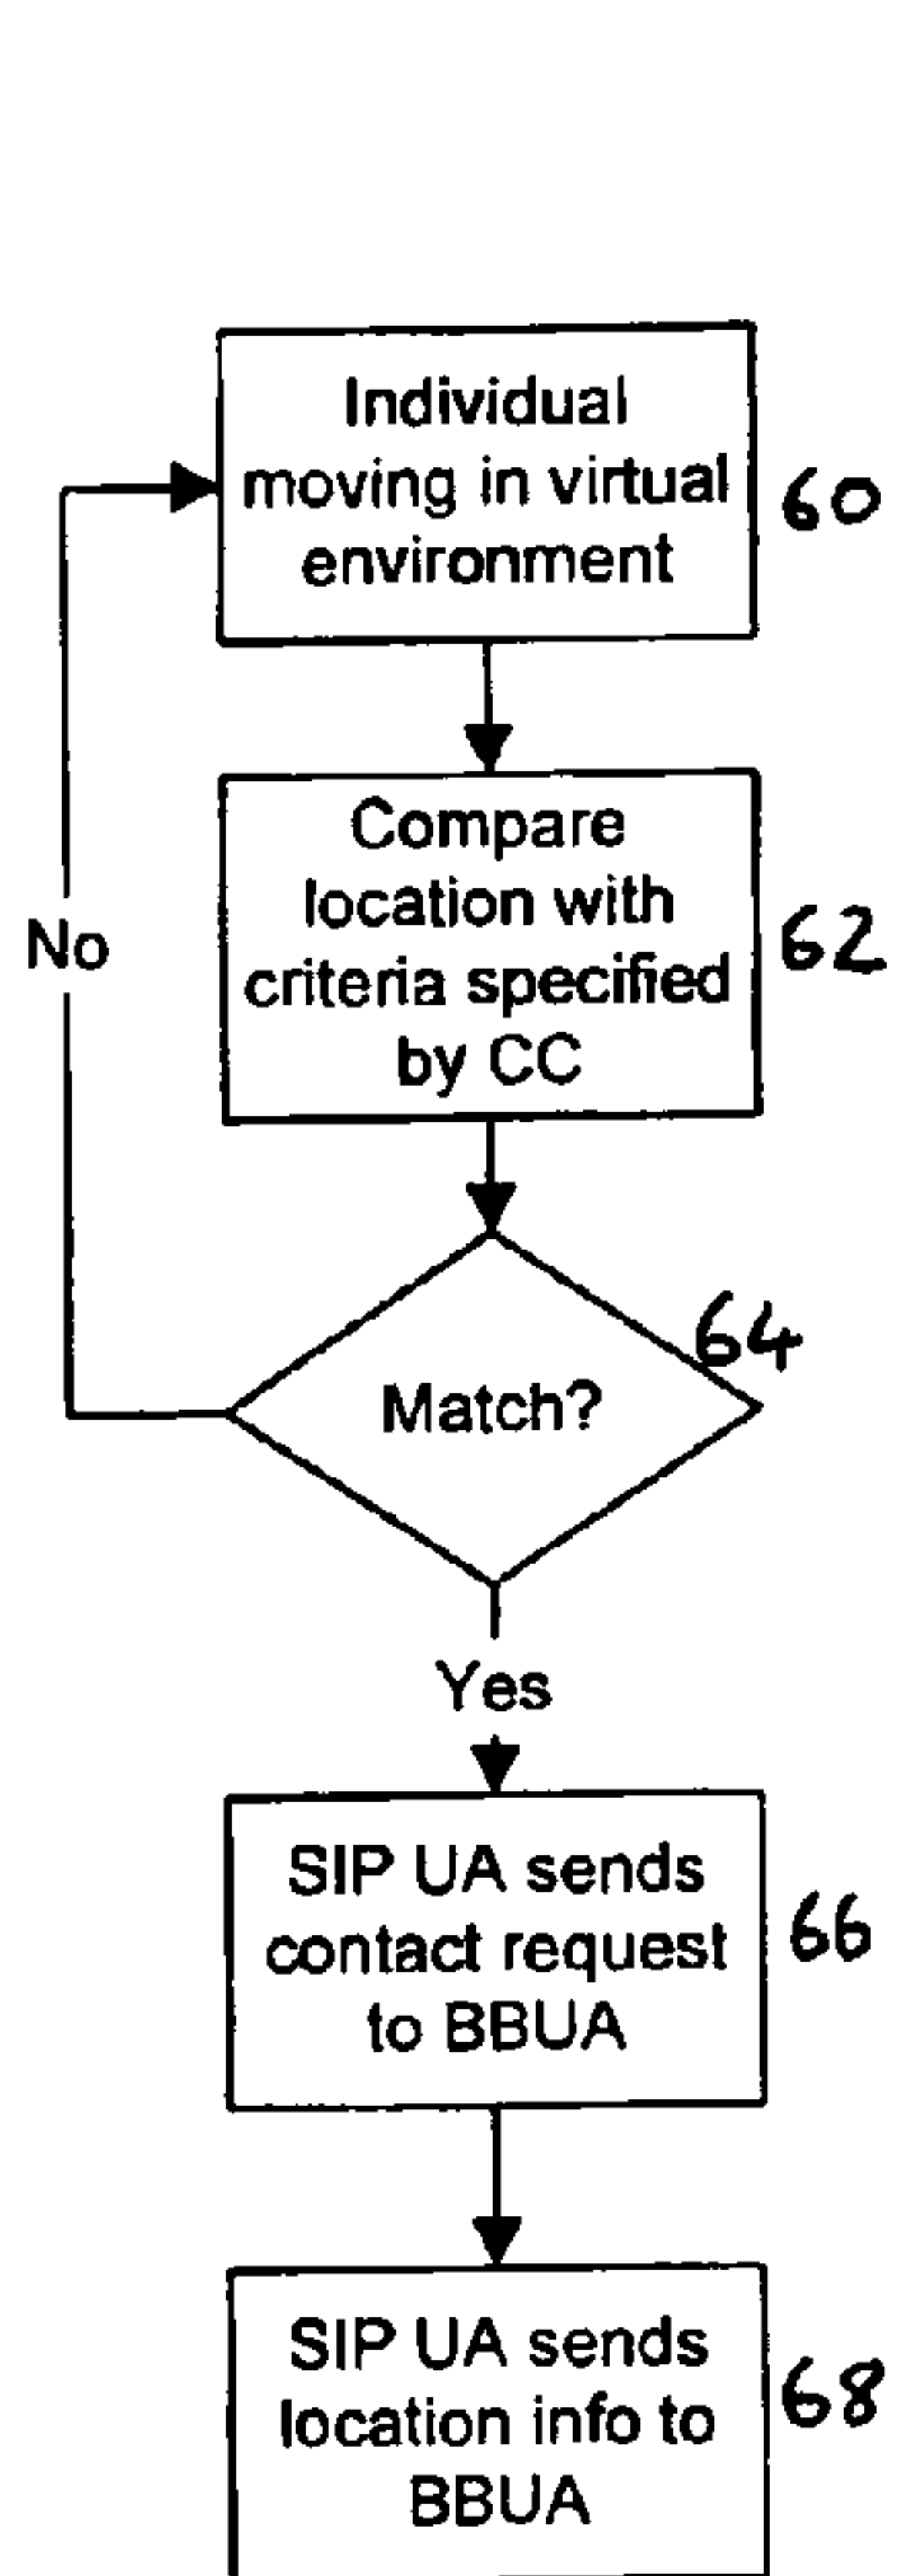 Individual
moving in virtual
environment
60
Compare
location with
criteria specified
by CC
62
No
64
Match?
Yes
SIP UA sends
contact request
to BBUA
66
SIP UA sends
location info to
BBUA
68